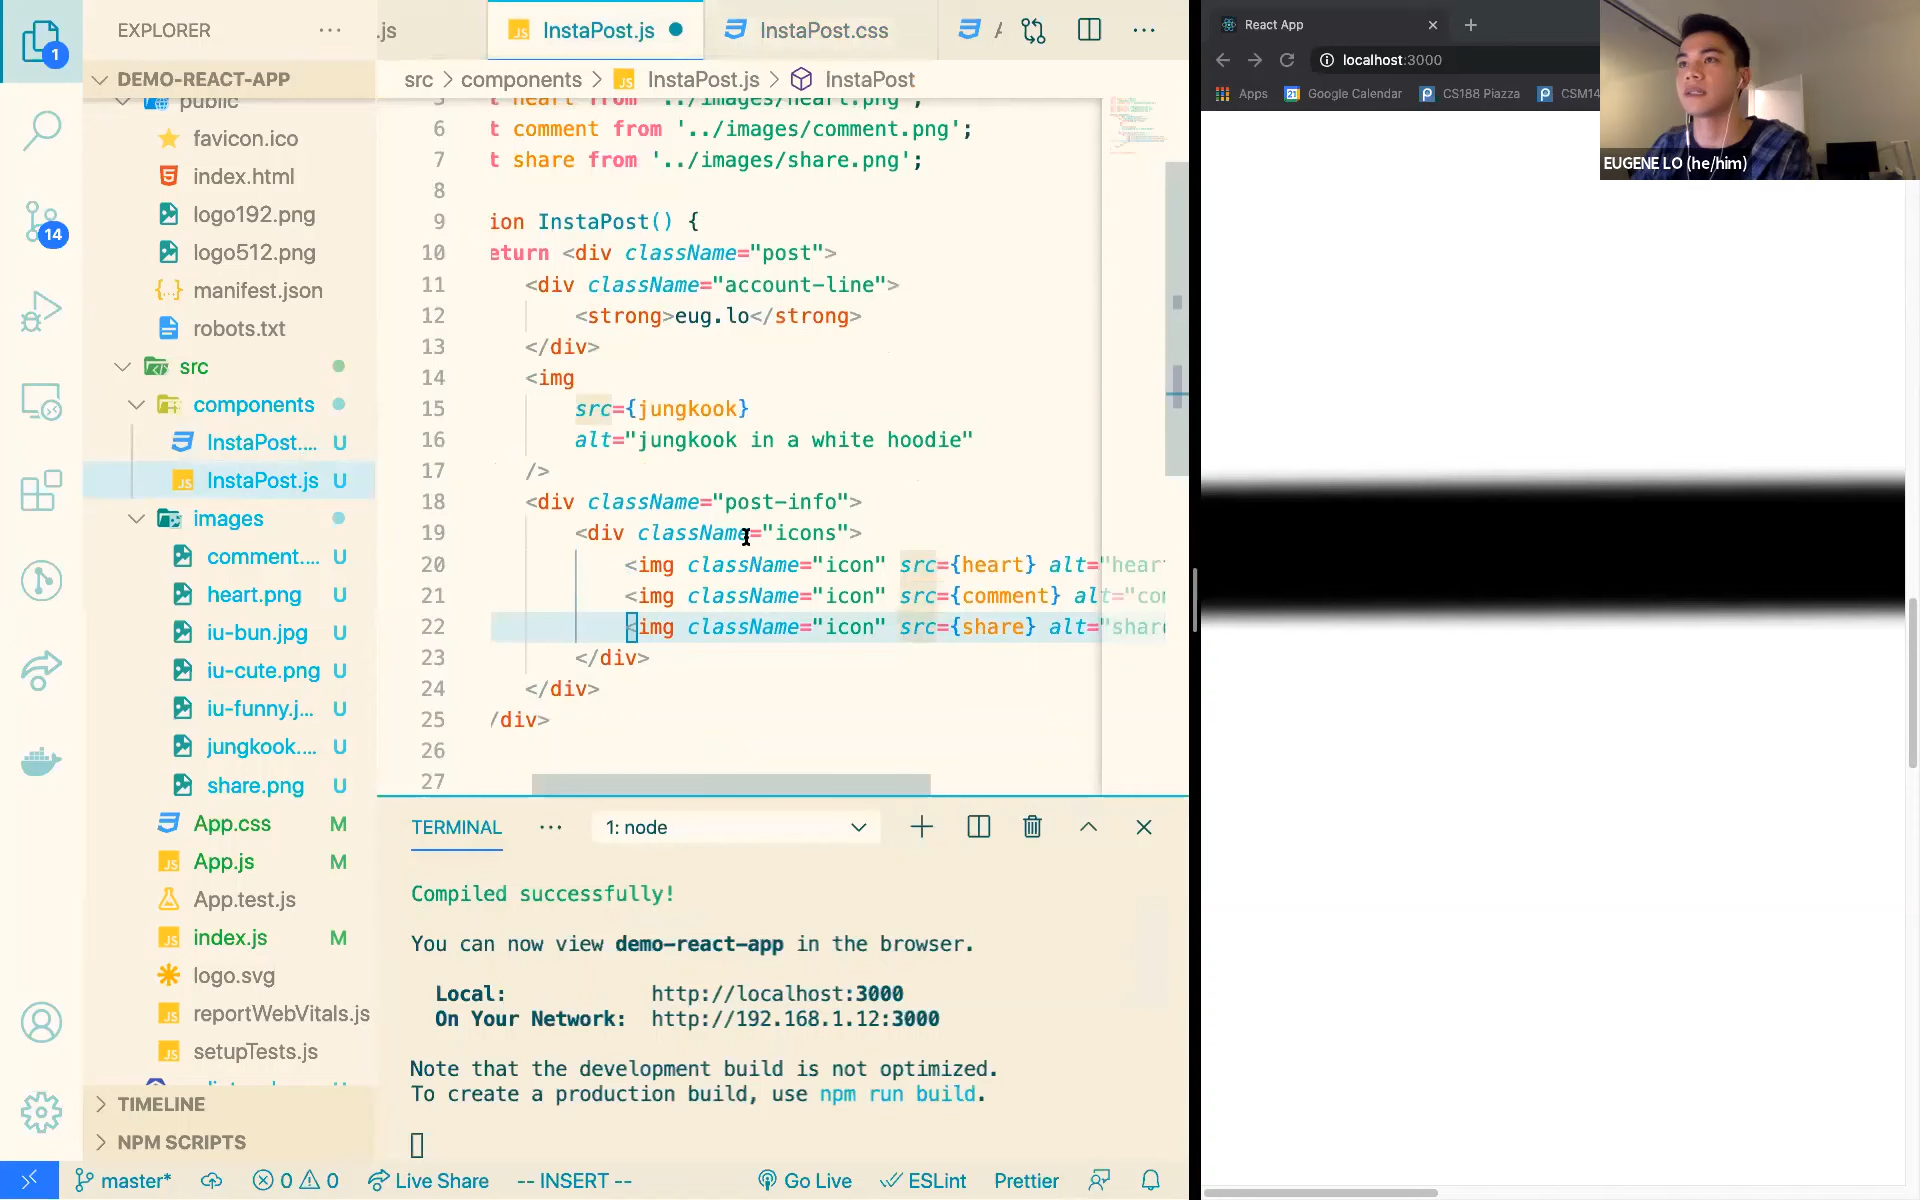 EXPLORER
DEMO-REACT-APP
public
favicon.ico
index.html
logo192.png
logo512.png
manifest.json
robots.txt
src
components
InstaPost.... U
InstaPost.js U
images
comment.... U
heart.png U
iu-bun.jpg U
iu-cute.png U
iu-funny.j... U
jungkook.... U
share.png U
App.css M
App.js M
App.test.js
index.js M
logo.svg
reportWebVitals.js
setupTests.js
TIMELINE
NPM SCRIPTS
1
14
.js InstaPost.js InstaPost.css
src > components > InstaPost.js > InstaPost
5 t heart from '../images/heart.png';
6 t comment from '../images/comment.png';
7 t share from '../images/share.png';
8
9 ion InstaPost() {
10 eturn <div className="post">
11 <div className="account-line">
12 <strong>eug.lo</strong>
13 </div>
14 <img
15 src={jungkook}
16 alt="jungkook in a white hoodie"
17 />
18 <div className="post-info">
19 <div className="icons">
20 <img className="icon" src={heart} alt="hear
21 <img className="icon" src={comment} alt="co
22 <img className="icon" src={share} alt="shar
23 </div>
24 </div>
25 /div>
26
27
TERMINAL ... 1: node
Compiled successfully!
You can now view demo-react-app in the browser.
Local: http://localhost:3000
On Your Network: http://192.168.1.12:3000
Note that the development build is not optimized.
To create a production build, use npm run build.
master* 0 0 Live Share -- INSERT -- Go Live ESLint Prettier
React App
localhost:3000
Apps Google Calendar CS188 Piazza CSM14
EUGENE LO (he/him)